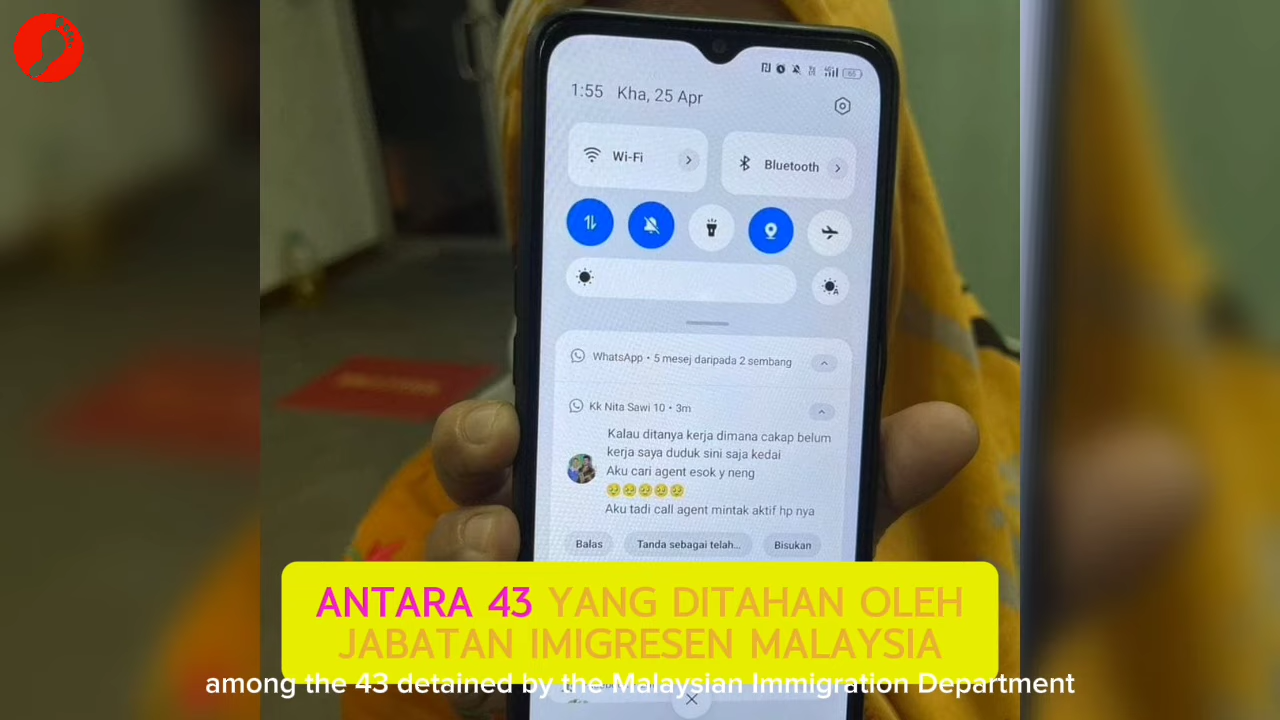 1:55 Kha, 25 Apr
Wi-Fi
Bluetooth
WhatsApp • 5 mesej daripada 2 sembang
Kk Nita Sawi 10 • 3m
Kalau ditanya kerja dimana cakap belum
kerja saya duduk sini saja kedai
Aku cari agent esok y neng
🥺🥺🥺🥺🥺
Aku tadi call agent mintak aktif hp nya
Balas
Tanda sebagai telah...
Bisukan
ANTARA 43 YANG DITAHAN OLEH
JABATAN IMIGRESEN MALAYSIA
among the 43 detained by the Malaysian Immigration Department